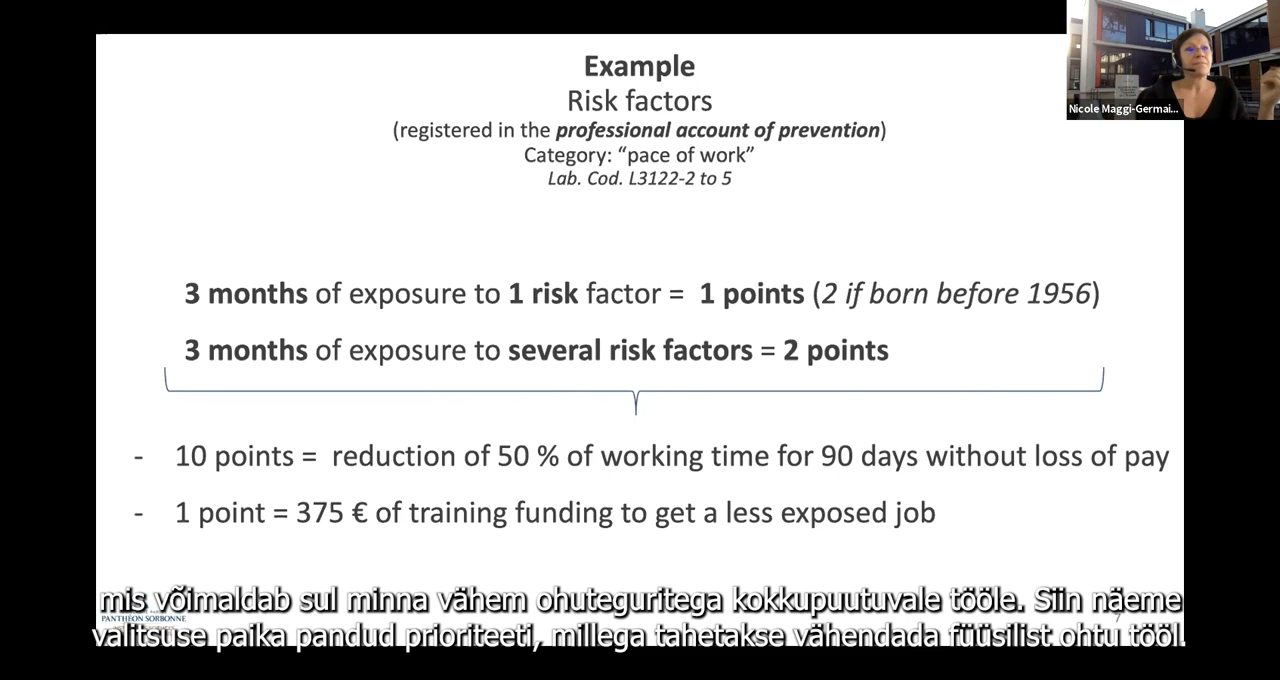 Example
Risk factors
(registered in the professional account of prevention)
Category: “pace of work”
Lab. Cod. L3122-2 to 5
Nicole Maggi-Germai...
3 months of exposure to 1 risk factor = 1 points (2 if born before 1956)
3 months of exposure to several risk factors = 2 points
- 10 points = reduction of 50 % of working time for 90 days without loss of pay
- 1 point = 375 € of training funding to get a less exposed job
mis võimaldab sul minna vähem ohuteguritega kokkupuutuvale tööle. Siin näeme
PANTHÉON SORBONNE
valitsuse paika pandud prioriteeti, millega tahetakse vähendada füüsilist ohtu tööl.